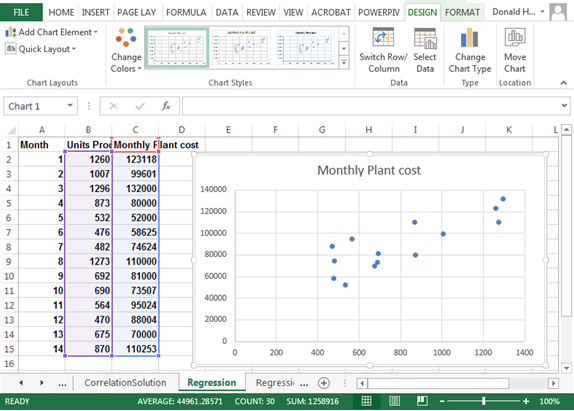 FILE HOME INSERT PAGE LAY FORMULA DATA REVIEW VIEW ACROBAT POWERPIV DESIGN FORMAT Donald H...
Add Chart Element
Quick Layout
Change Colors
Switch Row/ Column
Select Data
Change Chart Type
Move Chart
Chart Layouts Chart Styles Data Type Location
Chart 1 fx
A B C D E F G H I J K L
1 Month Units Proc Monthly Plant cost
2 1 1260 123118
3 2 1007 99601
4 3 1296 132000
5 4 873 80000
6 5 532 52000
7 6 476 58625
8 7 482 74624
9 8 1273 110000
10 9 692 81000
11 10 690 73507
12 11 564 95024
13 12 470 88004
14 13 675 70000
15 14 870 110253
16
Monthly Plant cost
140000
120000
100000
80000
60000
40000
20000
0
0 200 400 600 800 1000 1200 1400
... CorrelationSolution Regression Regressi ...
READY AVERAGE: 44961.28571 COUNT: 30 SUM: 1258916 100%